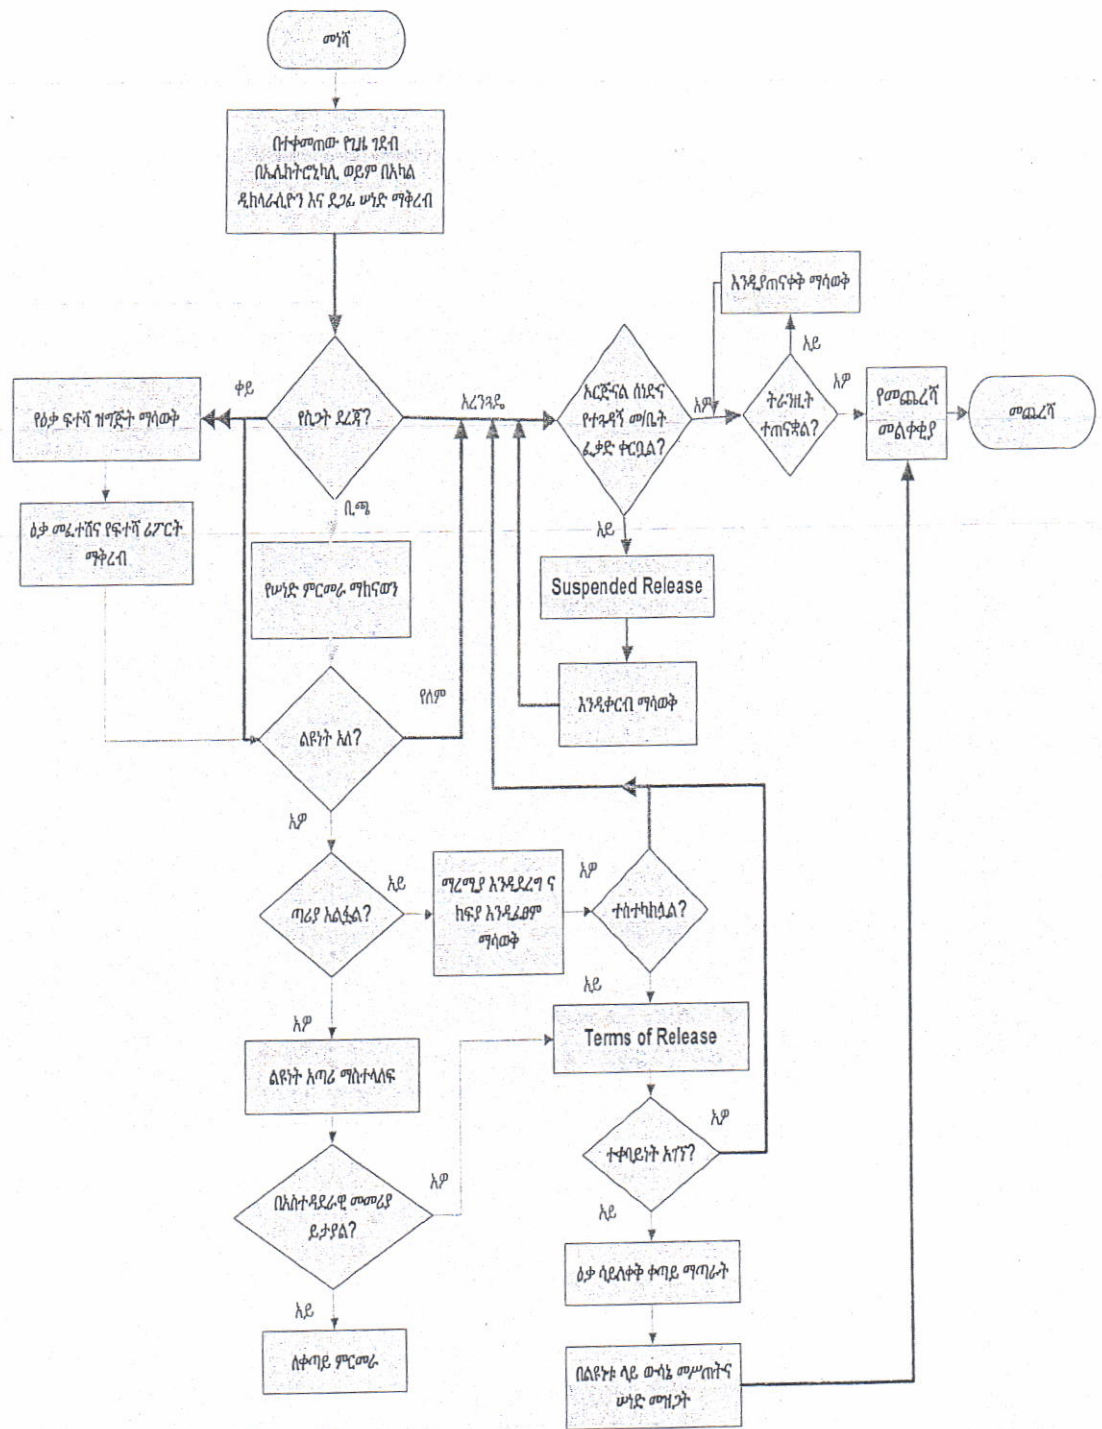 መነሻ
በተቀመጠው የጊዜ ገደብ
በኤሌክትሮኒካሊ ወይም በአካል
ዲክላራሲዮን እና ደጋፊ ሠነድ ማቅረብ
እንዲያጠናቀቅ ማሳወቅ
አይ
ቀይ
የዕቃ ፍተሻ ዝግጅት ማሳወቅ
የስጋት ደረጃ?
አረንጓዴ
ኦርጅናል ሰነድና
የተጓዳኝ መ/ቤት
ፈቃድ ቀርቧል?
አዎ
ትራንዚት
ተጠናቋል?
አዎ
የመጨረሻ
መልቀቂያ
መጨረሻ
ቢጫ
ዕቃ መፈተሽና የፍተሻ ሪፖርት
ማቅረብ
አይ
የሠነድ ምርመራ ማከናወን
Suspended Release
የለም
እንዲቀርብ ማሳወቅ
ልዩነት አለ?
አዎ
ጣሪያ አልፏል?
አይ
ማረሚያ እንዲደረግ ና
ክፍያ እንዲፈፀም
ማሳወቅ
አዎ
ተስተካክሏል?
አይ
አዎ
ልዩነት አጣሪ ማስተላለፍ
Terms of Release
በአስተዳደራዊ መመሪያ
ይታያል?
አዎ
ተቀባይነት አገኘ?
አዎ
አይ
አይ
ዕቃ ሳይለቀቅ ቀጣይ ማጣራት
ለቀጣይ ምርመራ
በልዩነቱ ላይ ውሳኔ መሥጠትና
ሠነድ መዝጋት